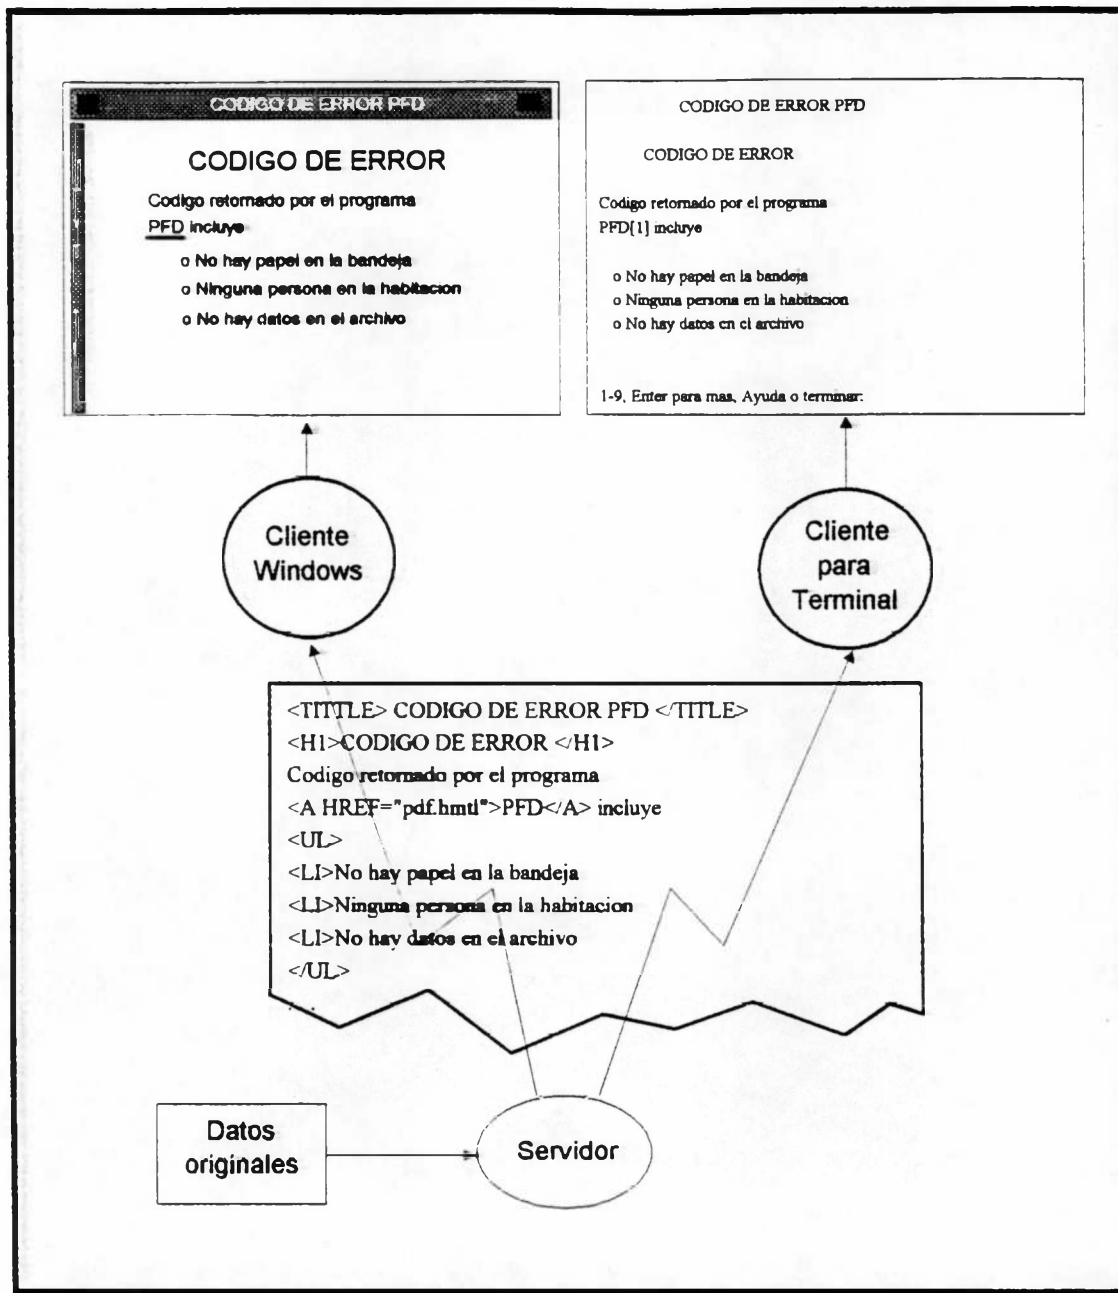 CODIGO DE ERROR PFD
CODIGO DE ERROR
Codigo retornado por el programa
PFD incluye
o No hay papel en la bandeja
o Ninguna persona en la habitacion
o No hay datos en el archivo
CODIGO DE ERROR PFD
CODIGO DE ERROR
Codigo retornado por el programa
PFD[1] incluye
o No hay papel en la bandeja
o Ninguna persona en la habitacion
o No hay datos en el archivo
1-9, Enter para mas, Ayuda o terminar:
Cliente
Windows
Cliente
para
Terminal
<TITTLE> CODIGO DE ERROR PFD </TITLE>
<H1>CODIGO DE ERROR </H1>
Codigo retornado por el programa
<A HREF="pdf.hmtl">PFD</A> incluye
<UL>
<LI>No hay papel en la bandeja
<LI>Ninguna persona en la habitacion
<LI>No hay datos en el archivo
</UL>
Datos
originales
Servidor